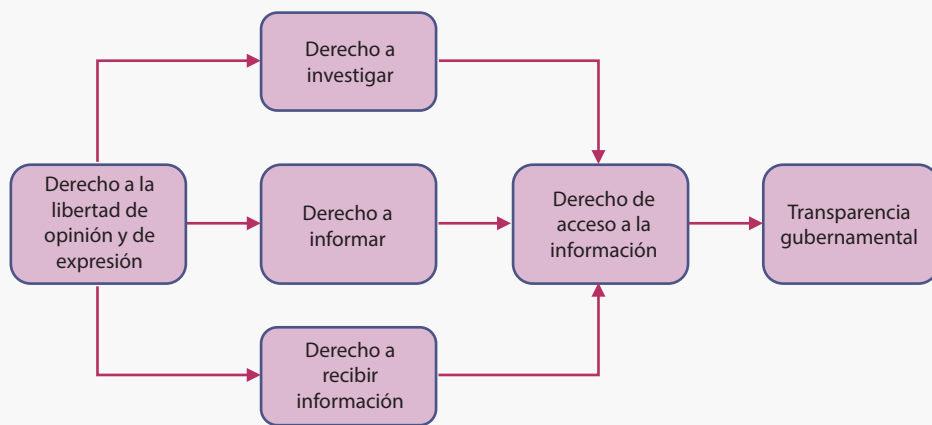 Derecho a
investigar
Derecho a la
libertad de
opinión y de
expresión
Derecho a
informar
Derecho de
acceso a la
información
Transparencia
gubernamental
Derecho a
recibir
información